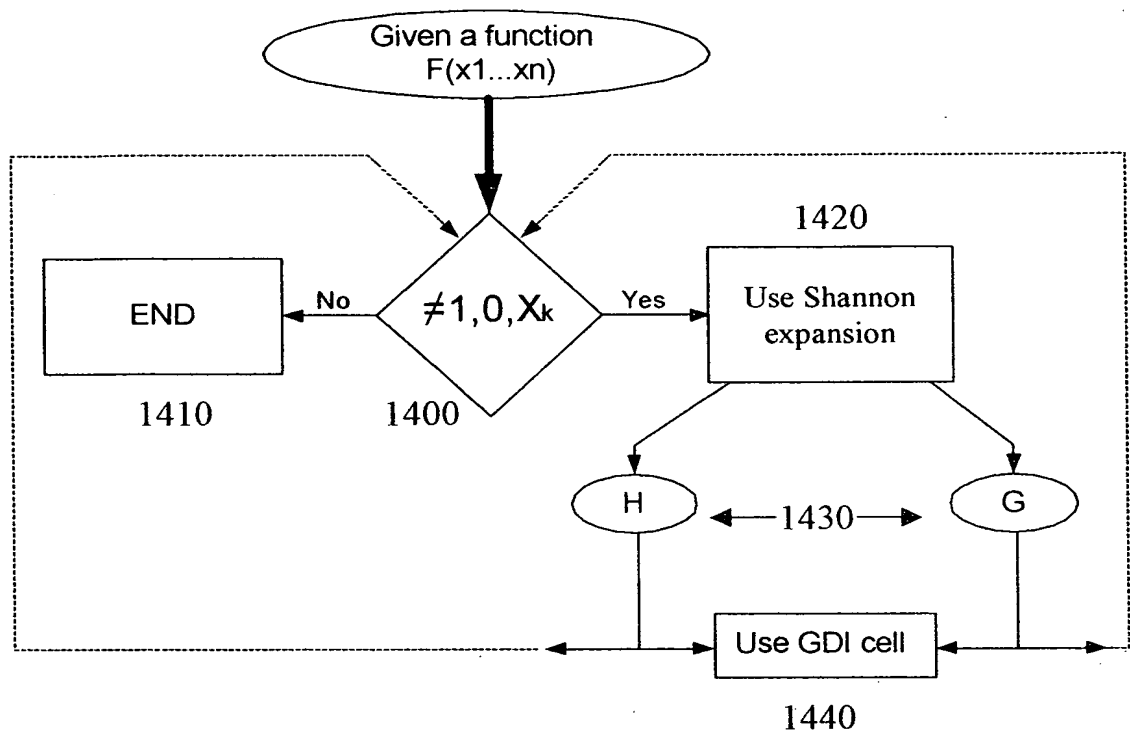 Given a function
F(x1...xn)
1420
END
No
≠1,0,Xk
Yes
Use Shannon
expansion
1410
1400
H
1430
G
Use GDI cell
1440